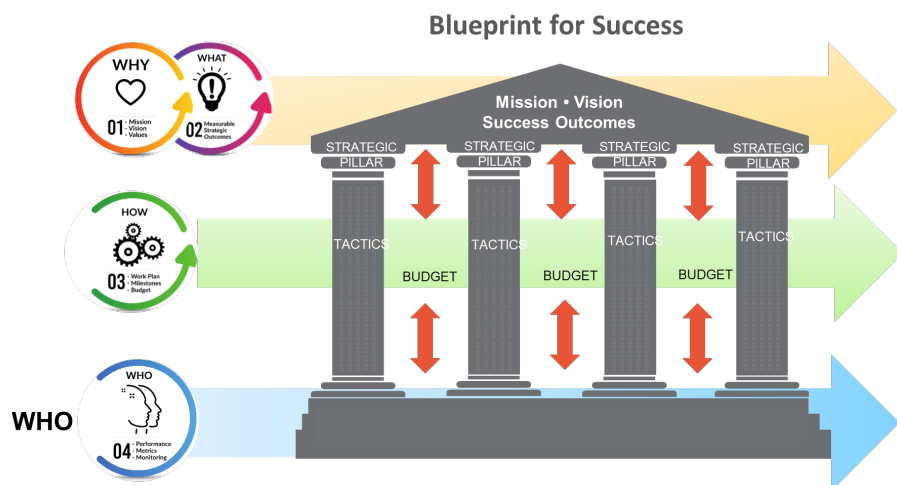 Blueprint for Success
WHY
01
- Mission
- Vision
- Values
WHAT
02
- Measurable
Strategic
Outcomes
Mission • Vision
Success Outcomes
STRATEGIC
PILLAR
STRATEGIC
PILLAR
STRATEGIC
PILLAR
STRATEGIC
PILLAR
HOW
03
- Work Plan
- Milestones
- Budget
TACTICS
TACTICS
TACTICS
TACTICS
BUDGET
BUDGET
BUDGET
WHO
WHO
04
- Performance
- Metrics
- Monitoring